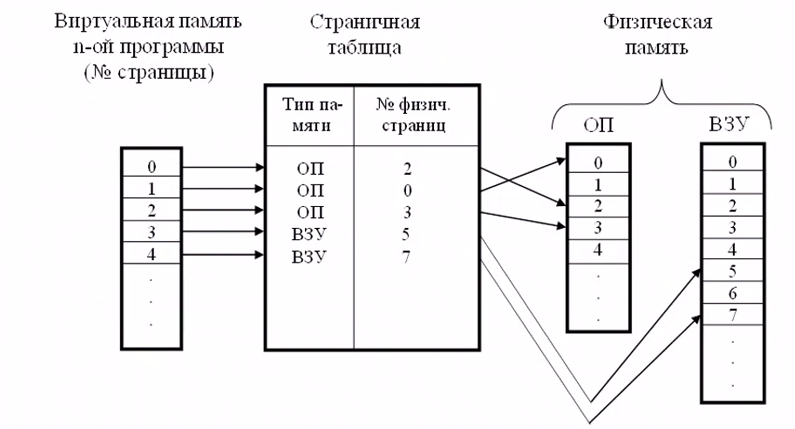 Виртуальная память
n-ой программы
(№ страницы)
Страничная
таблица
Физическая
память
Тип па-
мяти
№ физич.
страниц
ОП
ВЗУ
0
1
2
3
4
.
.
.
ОП 2
ОП 0
ОП 3
ВЗУ 5
ВЗУ 7
0
1
2
3
4
.
.
.
0
1
2
3
4
5
6
7
.
.
.